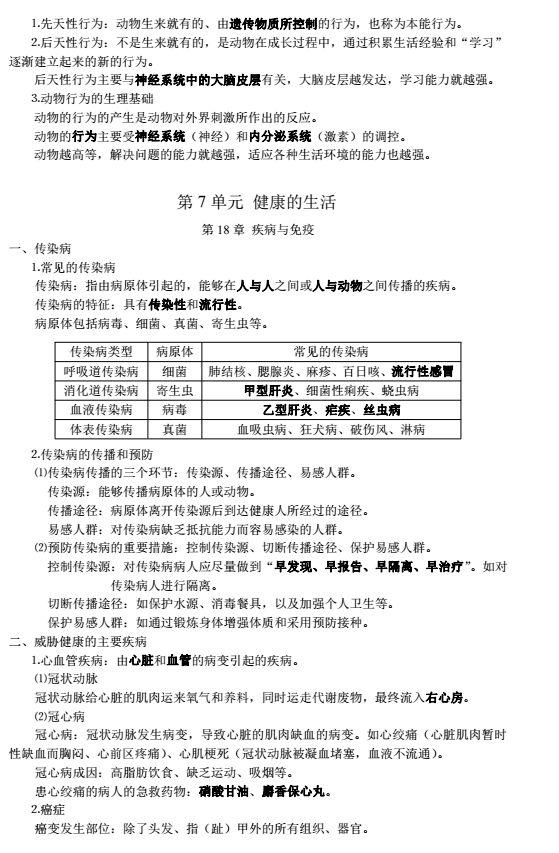 1.先天性行为：动物生来就有的、由遗传物质所控制的行为，也称为本能行为。
2.后天性行为：不是生来就有的，是动物在成长过程中，通过积累生活经验和“学习”
逐渐建立起来的新的行为。
后天性行为主要与神经系统中的大脑皮层有关，大脑皮层越发达，学习能力就越强。
3.动物行为的生理基础
动物的行为的产生是动物对外界刺激所作出的反应。
动物的行为主要受神经系统（神经）和内分泌系统（激素）的调控。
动物越高等，解决问题的能力就越强，适应各种生活环境的能力也越强。
第 7 单元 健康的生活
第 18 章 疾病与免疫
一、传染病
1.常见的传染病
传染病：指由病原体引起的，能够在人与人之间或人与动物之间传播的疾病。
传染病的特征：具有传染性和流行性。
病原体包括病毒、细菌、真菌、寄生虫等。
传染病类型 病原体 常见的传染病
呼吸道传染病 细菌 肺结核、腮腺炎、麻疹、百日咳、流行性感冒
消化道传染病 寄生虫 甲型肝炎、细菌性痢疾、蛲虫病
血液传染病 病毒 乙型肝炎、疟疾、丝虫病
体表传染病 真菌 血吸虫病、狂犬病、破伤风、淋病
2.传染病的传播和预防
⑴传染病传播的三个环节：传染源、传播途径、易感人群。
传染源：能够传播病原体的人或动物。
传播途径：病原体离开传染源后到达健康人所经过的途径。
易感人群：对传染病缺乏抵抗能力而容易感染的人群。
⑵预防传染病的重要措施：控制传染源、切断传播途径、保护易感人群。
控制传染源：对传染病病人应尽量做到“早发现、早报告、早隔离、早治疗”。如对
传染病人进行隔离。
切断传播途径：如保护水源、消毒餐具，以及加强个人卫生等。
保护易感人群：如通过锻炼身体增强体质和采用预防接种。
二、威胁健康的主要疾病
1.心血管疾病：由心脏和血管的病变引起的疾病。
⑴冠状动脉
冠状动脉给心脏的肌肉运来氧气和养料，同时运走代谢废物，最终流入右心房。
⑵冠心病
冠心病：冠状动脉发生病变，导致心脏的肌肉缺血的病变。如心绞痛（心脏肌肉暂时
性缺血而胸闷、心前区疼痛）、心肌梗死（冠状动脉被凝血堵塞，血液不流通）。
冠心病成因：高脂肪饮食、缺乏运动、吸烟等。
患心绞痛的病人的急救药物：硝酸甘油、麝香保心丸。
2.癌症
癌变发生部位：除了头发、指（趾）甲外的所有组织、器官。